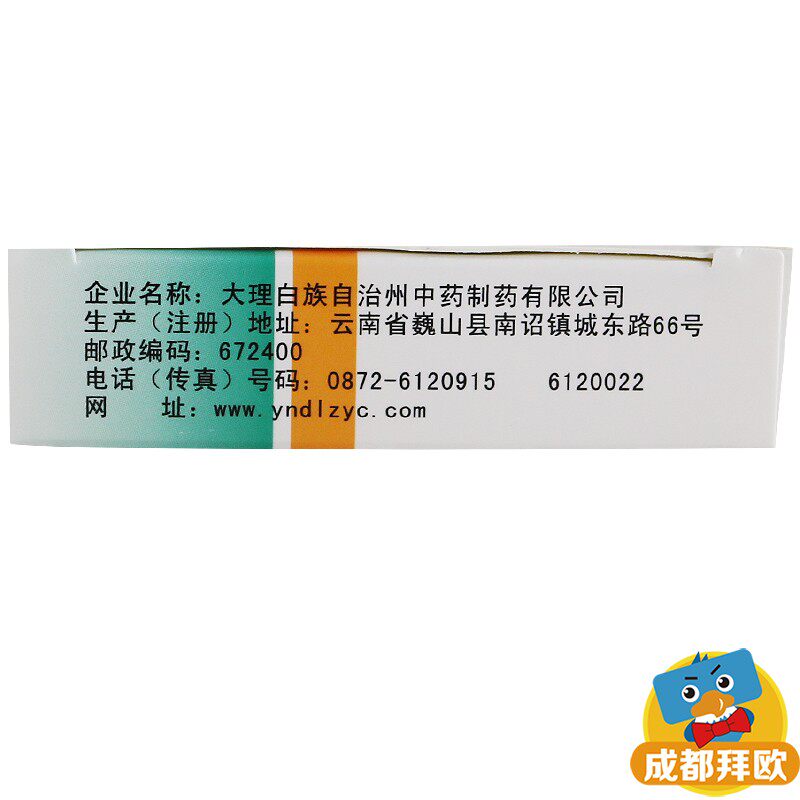 企业名称：大理白族自治州中药制药有限公司
生产（注册）地址：云南省巍山县南诏镇城东路66号
邮政编码：672400
电话（传真）号码：0872-6120915 6120022
网 址：www.yndlzyc.com
成都拜欧